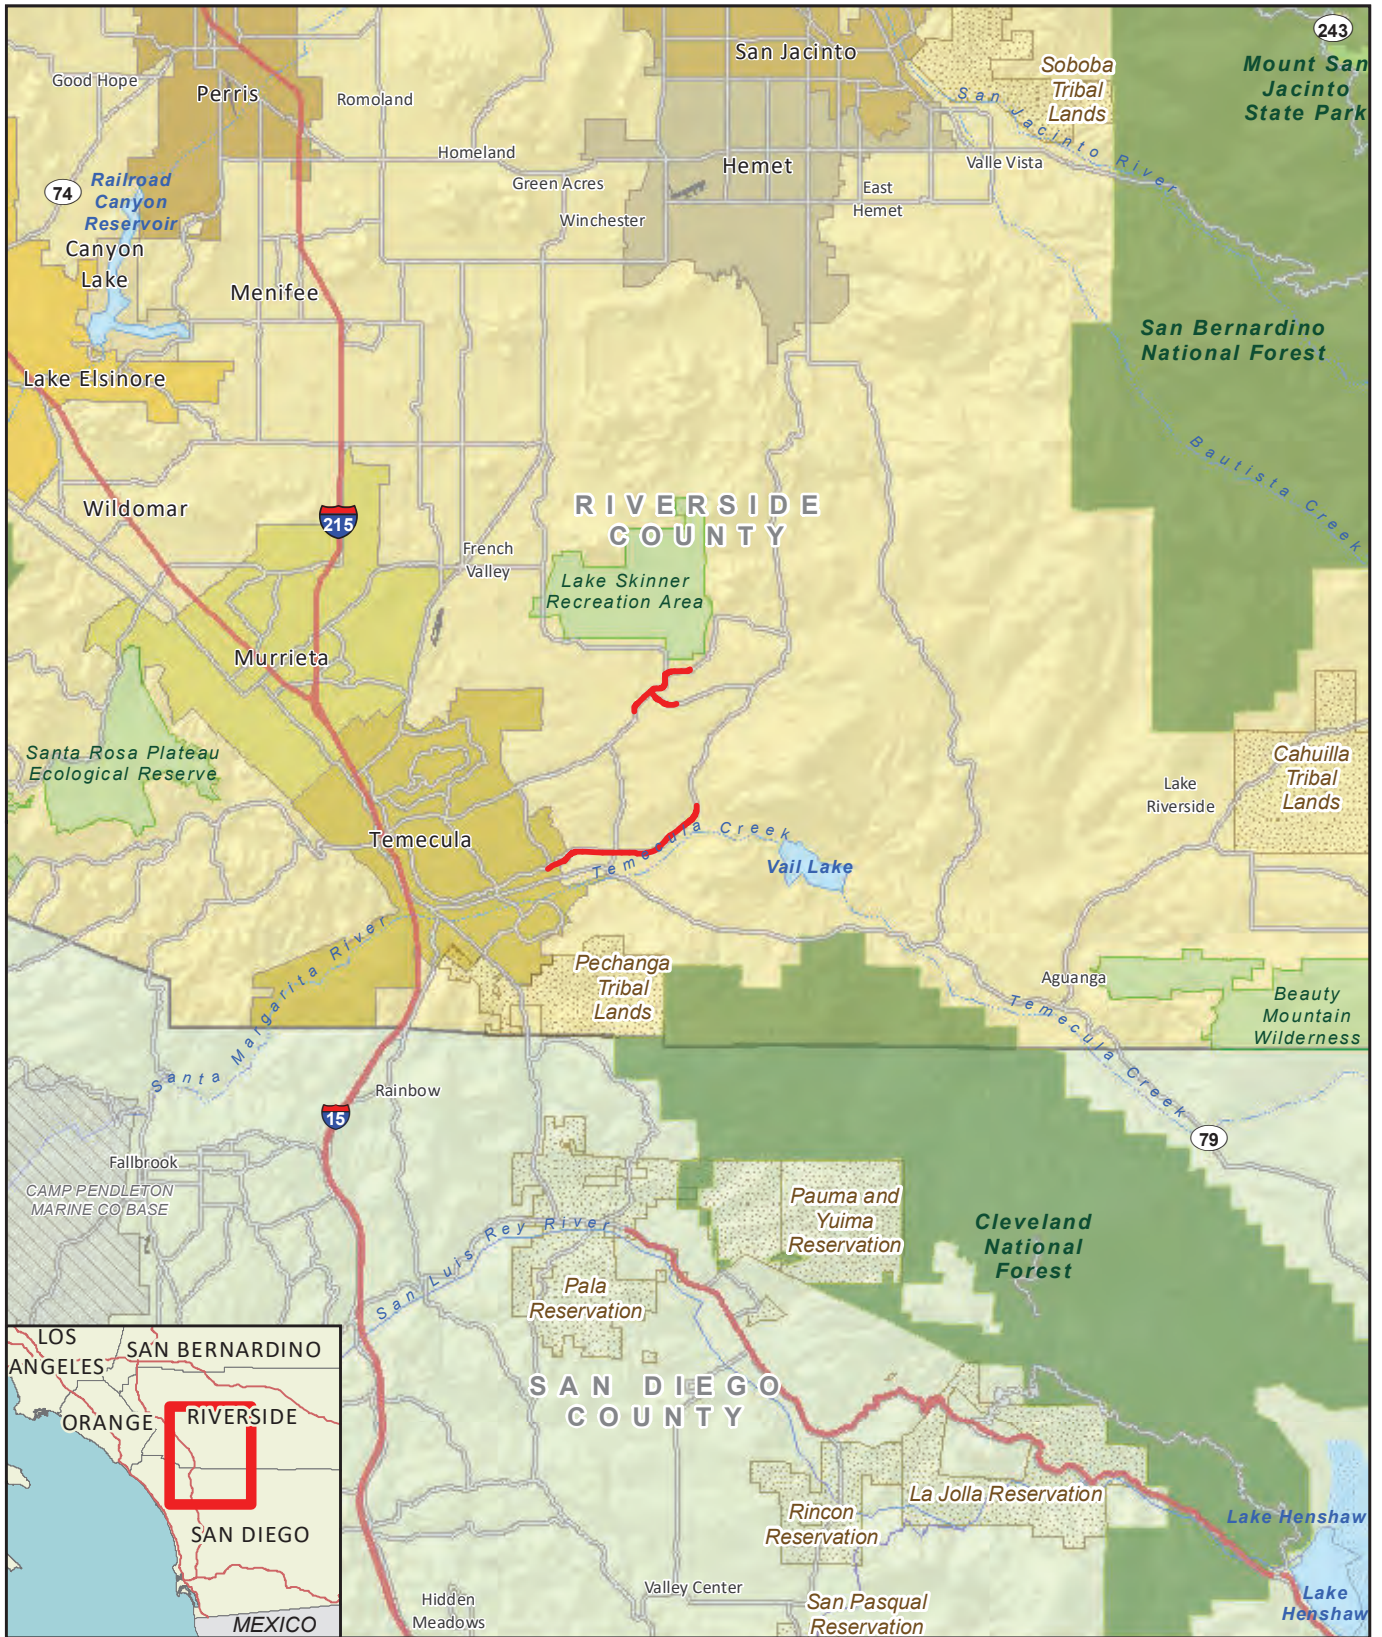 243
San Jacinto
Soboba
Tribal
Lands
Mount San
Jacinto
State Park
Good Hope
Perris
Romoland
San Jacinto River
Homeland
Hemet
Valle Vista
74
Railroad
Canyon
Reservoir
Green Acres
East
Hemet
Winchester
Canyon
Lake
Menifee
San Bernardino
National Forest
Lake Elsinore
Bautista Creek
Wildomar
215
RIVERSIDE
COUNTY
French
Valley
Lake Skinner
Recreation Area
Murrieta
Santa Rosa Plateau
Ecological Reserve
Cahuilla
Tribal
Lands
Lake
Riverside
Temecula
Temecula Creek
Vail Lake
Santa Margarita River
Pechanga
Tribal
Lands
Aguanga
Beauty
Mountain
Wilderness
Temecula Creek
Rainbow
15
79
Fallbrook
CAMP PENDLETON
MARINE CO BASE
Pauma and
Yuima
Reservation
Cleveland
National
Forest
San Luis Rey River
Pala
Reservation
SAN DIEGO
COUNTY
LOS
ANGELES
SAN BERNARDINO
ORANGE
RIVERSIDE
SAN DIEGO
MEXICO
La Jolla Reservation
Rincon
Reservation
Lake Henshaw
Valley Center
Hidden
Meadows
San Pasqual
Reservation
Lake
Henshaw